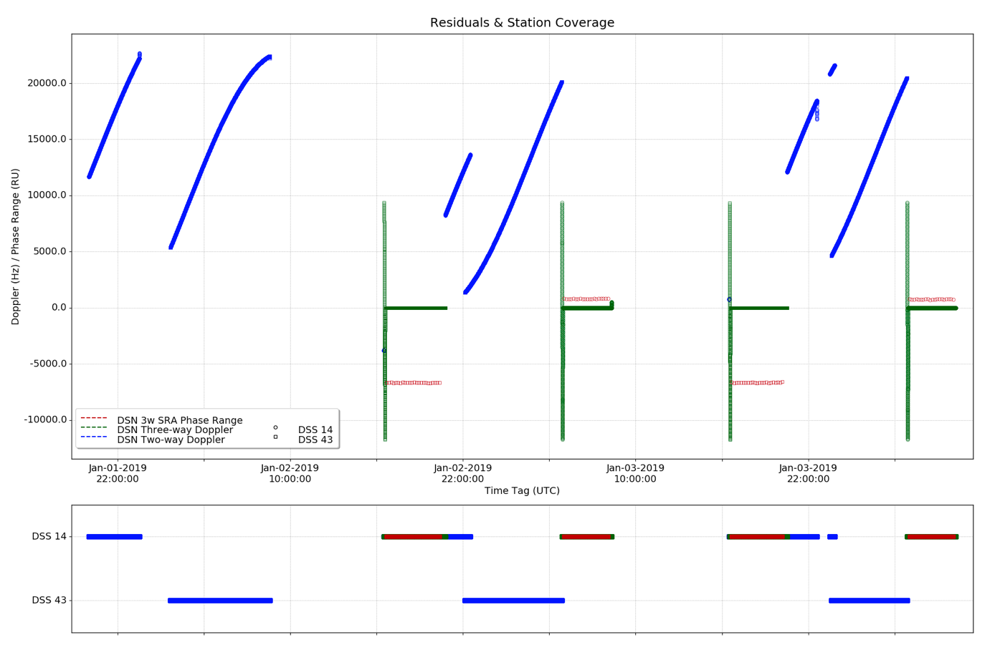 Residuals & Station Coverage
Doppler (Hz) / Phase Range (RU)
20000.0
15000.0
10000.0
5000.0
0.0
-5000.0
-10000.0
DSN 3w SRA Phase Range
DSN Three-way Doppler
DSN Two-way Doppler
DSS 14
DSS 43
Jan-01-2019
22:00:00
Jan-02-2019
10:00:00
Jan-02-2019
22:00:00
Jan-03-2019
10:00:00
Jan-03-2019
22:00:00
Time Tag (UTC)
DSS 14
DSS 43